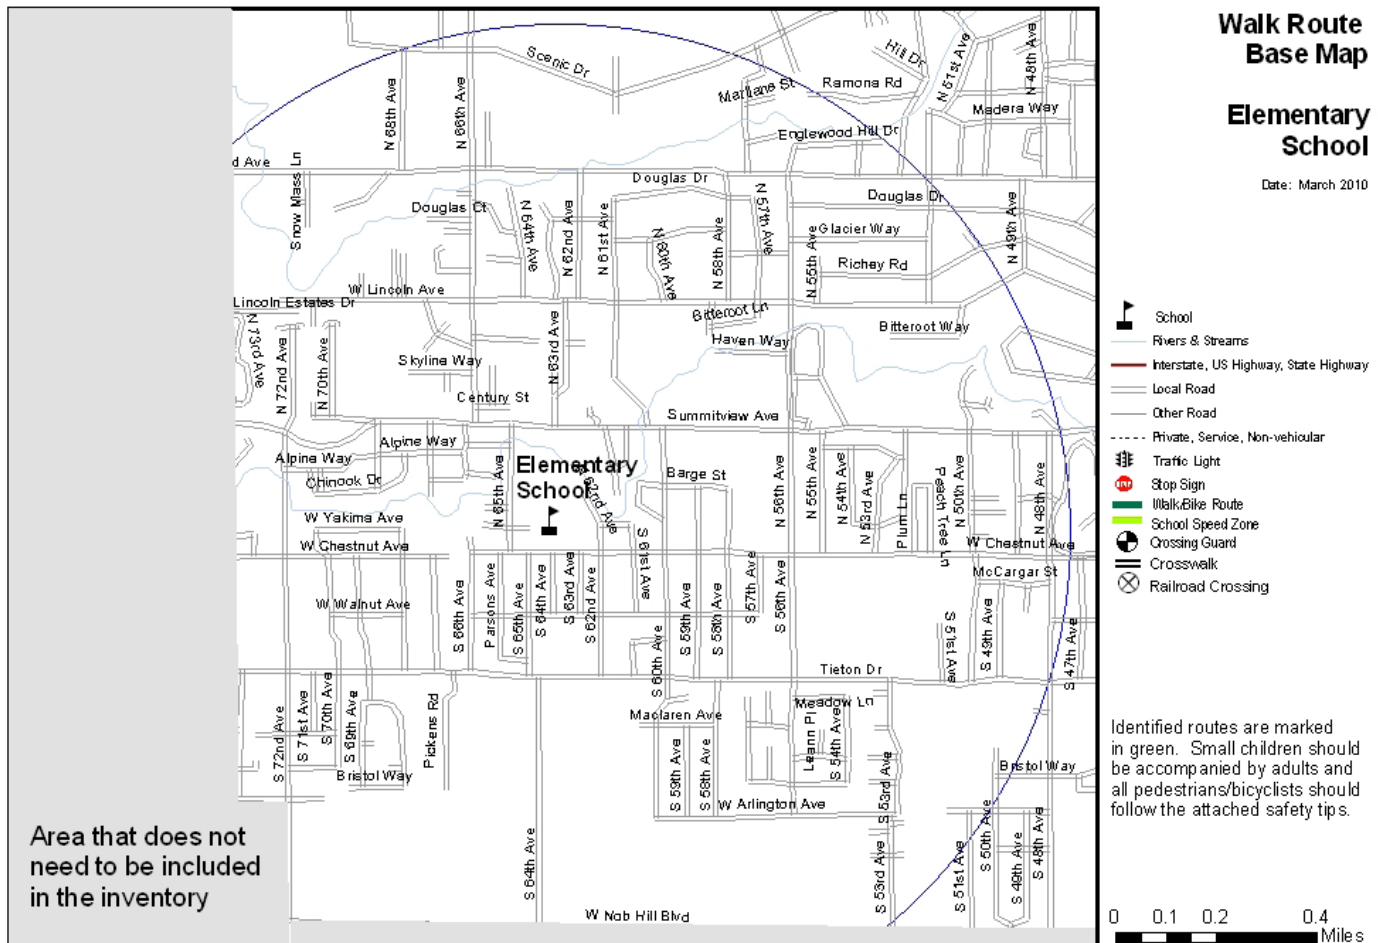 Walk Route
Base Map
Elementary
School
Date: March 2010
Scenic Dr
Hill Dr
N 51st Ave
N 48th Ave
N 68th Ave
N 66th Ave
Marilane St
Ramona Rd
Madera Way
Englewood Hill Dr
d Ave
Snow Mass Ln
Douglas Dr
Douglas Dr
Douglas Ct
N 64th Ave
N 62nd Ave
N 61st Ave
N 60th Ave
N 58th Ave
N 57th Ave
N 55th Ave
Glacier Way
Richey Rd
N 49th Ave
W Lincoln Ave
Lincoln Estates Dr
Bitteroot Ln
Bitteroot Way
Haven Way
N 73rd Ave
N 72nd Ave
N 70th Ave
N 63rd Ave
Skyline Way
Century St
Summitview Ave
Alpine Way
Alpine Way
Chinook Dr
Elementary
School
N 65th Ave
N 62nd Ave
Barge St
N 56th Ave
N 55th Ave
N 54th Ave
N 53rd Ave
Plum Ln
Peach Tree Ln
N 50th Ave
N 48th Ave
W Yakima Ave
W Chestnut Ave
W Chestnut Ave
McCargar St
W Walnut Ave
S 66th Ave
Parsons Ave
S 65th Ave
S 64th Ave
S 63rd Ave
S 62nd Ave
S 61st Ave
S 60th Ave
S 59th Ave
S 58th Ave
S 57th Ave
S 56th Ave
S 51st Ave
S 49th Ave
S 47th Ave
Tieton Dr
S 72nd Ave
S 71st Ave
S 70th Ave
S 69th Ave
Bristol Way
Pickens Rd
Maclaren Ave
S 59th Ave
S 58th Ave
Meadow Ln
Leann Pl
S 54th Ave
S 53rd Ave
Bristol Way
W Arlington Ave
S 64th Ave
S 53rd Ave
S 51st Ave
S 50th Ave
S 49th Ave
S 48th Ave
W Nob Hill Blvd
Area that does not
need to be included
in the inventory
School
Rivers & Streams
Interstate, US Highway, State Highway
Local Road
Other Road
Private, Service, Non-vehicular
Traffic Light
Stop Sign
Walk/Bike Route
School Speed Zone
Crossing Guard
Crosswalk
Railroad Crossing
Identified routes are marked
in green. Small children should
be accompanied by adults and
all pedestrians/bicyclists should
follow the attached safety tips.
0 0.1 0.2 0.4
Miles